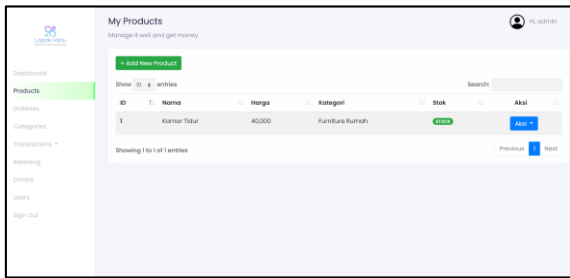 Lapak Hijau
Dashboard
Products
Galleries
Categories
Transactions
Rekening
Drivers
Users
Sign Out
My Products
Manage it well and get money
Hi, admin
+ Add New Product
Show 10 entries
Search:
ID Nama Harga Kategori Stok Aksi
1 Kamar Tidur 40,000 Furniture Rumah STOCK Aksi
Showing 1 to 1 of 1 entries
Previous 1 Next